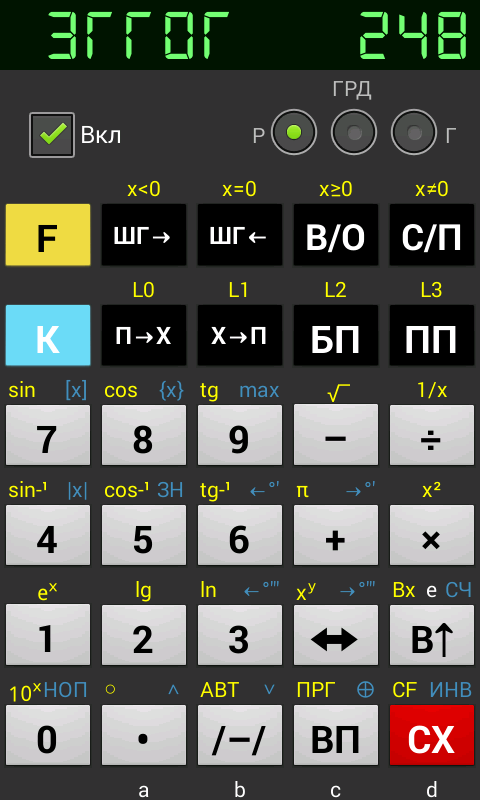 ЗГГОГ 248
ГРД
Вкл Р Г
x<0 x=0 x≥0 x≠0
F ШГ→ ШГ← В/О С/П
L0 L1 L2 L3
К П→X X→П БП ПП
sin [x] cos {x} tg max √ 1/x
7 8 9 − ÷
sin-¹ |x| cos-¹ ЗН tg-¹ ←°' π →°' x²
4 5 6 + ×
eˣ lg ln ←°'" xʸ →°'" Вx е СЧ
1 2 3 ↔ В↑
10ˣ НОП ○ ∧ АВТ ∨ ПРГ ⊕ CF ИНВ
0 • /−/ ВП СХ
a b c d